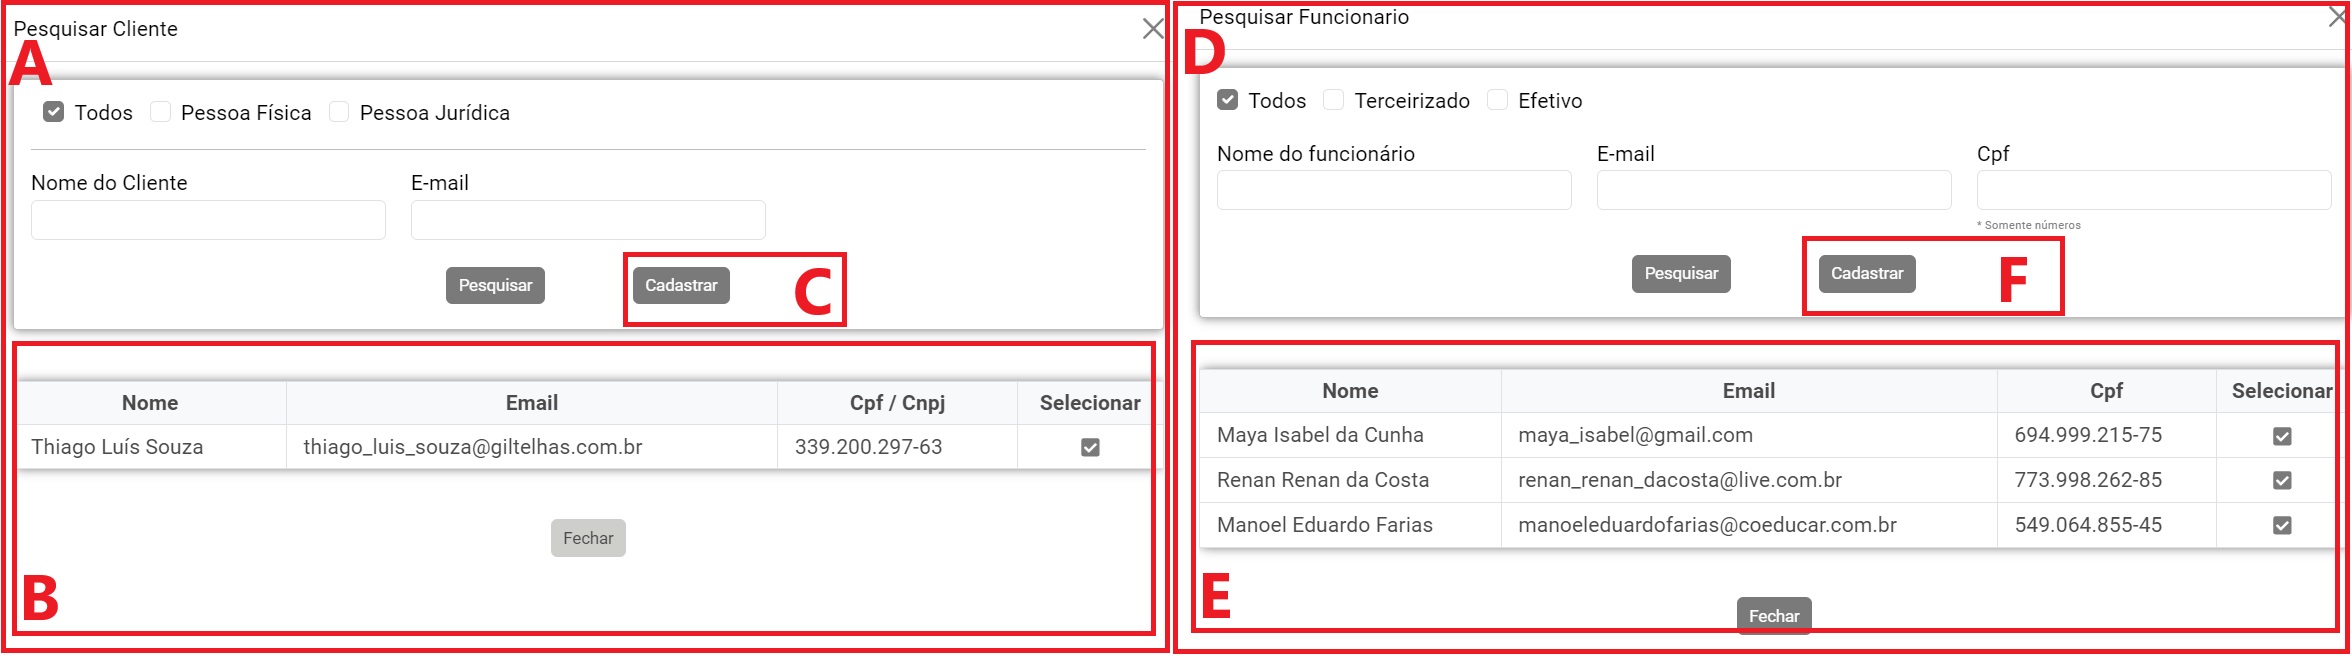 Pesquisar Cliente
A
Todos Pessoa Física Pessoa Jurídica
Nome do Cliente E-mail
Pesquisar Cadastrar C
Nome Email Cpf / Cnpj Selecionar
Thiago Luís Souza thiago_luis_souza@giltelhas.com.br 339.200.297-63
Fechar
B
Pesquisar Funcionario
D
Todos Terceirizado Efetivo
Nome do funcionário E-mail Cpf
* Somente números
Pesquisar Cadastrar F
Nome Email Cpf Selecionar
Maya Isabel da Cunha maya_isabel@gmail.com 694.999.215-75
Renan Renan da Costa renan_renan_dacosta@live.com.br 773.998.262-85
Manoel Eduardo Farias manoeleduardofarias@coeducar.com.br 549.064.855-45
E
Fechar